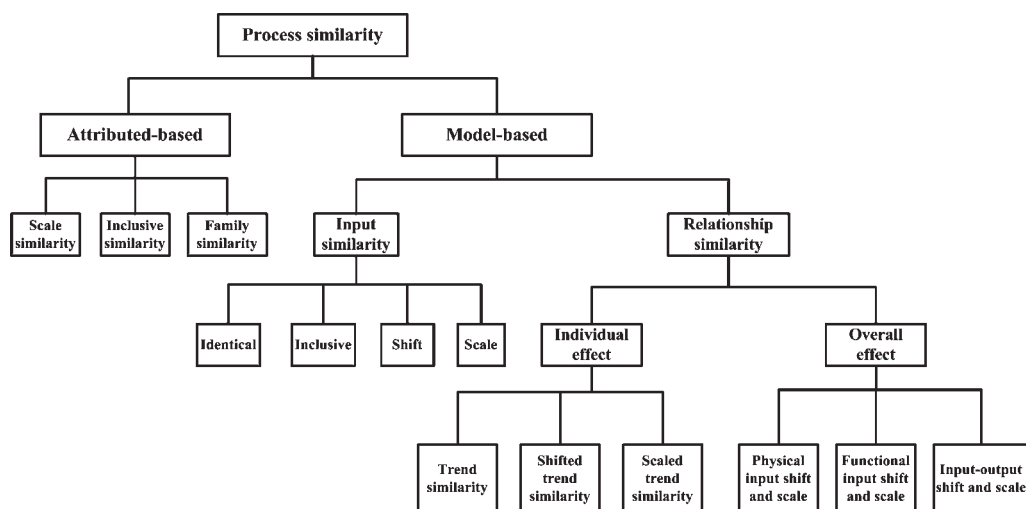 Process similarity
Attributed-based
Model-based
Scale
similarity
Inclusive
similarity
Family
similarity
Input
similarity
Relationship
similarity
Identical
Inclusive
Shift
Scale
Individual
effect
Overall
effect
Trend
similarity
Shifted
trend
similarity
Scaled
trend
similarity
Physical
input shift
and scale
Functional
input shift
and scale
Input-output
shift and scale